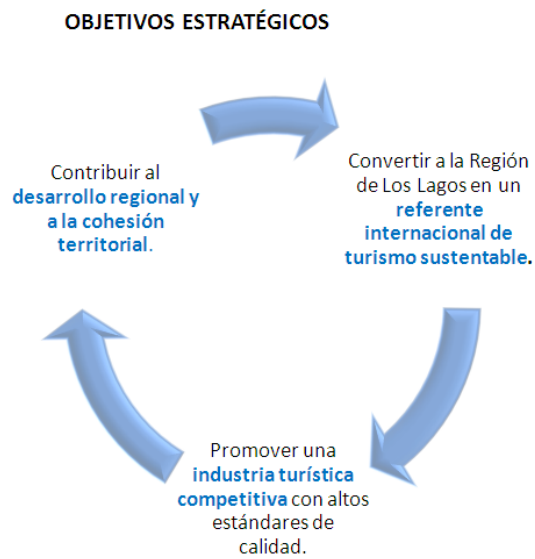 OBJETIVOS ESTRATÉGICOS
Contribuir al
desarrollo regional y
a la cohesión
territorial.
Convertir a la Región
de Los Lagos en un
referente
internacional de
turismo sustentable.
Promover una
industria turística
competitiva con altos
estándares de
calidad.